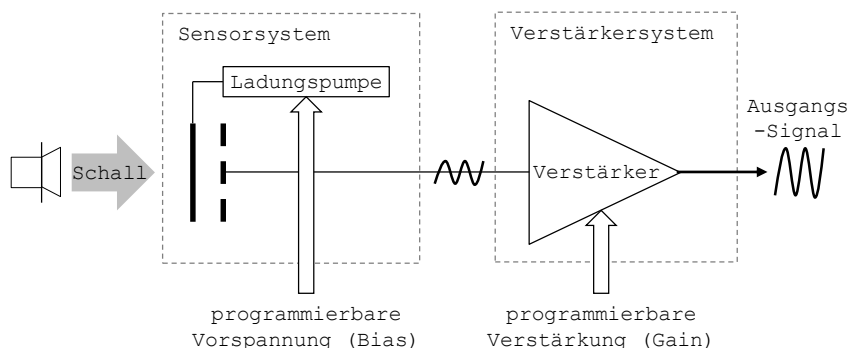 Sensorsystem
Ladungspumpe
Schall
Verstärkersystem
Verstärker
Ausgangs
-Signal
programmierbare
Vorspannung (Bias)
programmierbare
Verstärkung (Gain)